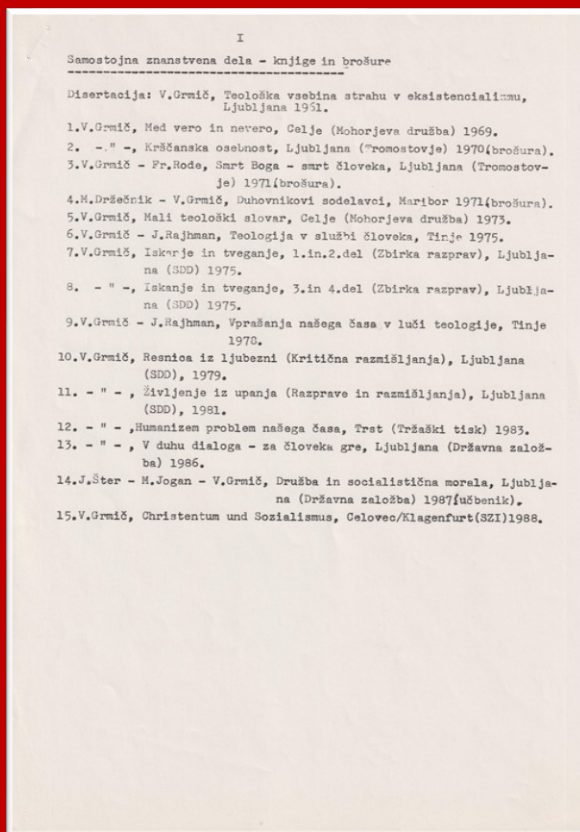 I
Samostojna znanstvena dela - knjige in brošure
Disertacija: V.Grmič, Teološka vsebina strahu v eksistencializmu,
Ljubljana 1951.
1.V.Grmič, Med vero in nevero, Celje (Mohorjeva družba) 1969.
2. -." -, Krščanska osebnost, Ljubljana (Tromostovje) 1970(brošura).
3.V.Grmič - Fr.Rode, Smrt Boga - smrt človeka, Ljubljana (Tromostov-
je) 1971(brošura).
4.M.Držečnik - V.Grmič, Duhovnikovi sodelavci, Maribor 1971(brošura).
5.V.Grmič, Mali teološki slovar, Celje (Mohorjeva družba) 1973.
6.V.Grmič - J.Rajhman, Teologija v službi človeka, Tinje 1975.
7.V.Grmič, Iskanje in tveganje, 1.in.2.del (Zbirka razprav), Ljublja-
na (SDD) 1975.
8. - " -, Iskanje in tveganje, 3.in 4.del (Zbirka razprav), Ljublja-
na (SDD) 1975.
9.V.Grmič - J.Rajhman, Vprašanja našega časa v luči teologije, Tinje
1978.
10.V.Grmič, Resnica iz ljubezni (Kritična razmišljanja), Ljubljana
(SDD), 1979.
11. - " - , Življenje iz upanja (Razprave in razmišljanja), Ljubljana
(SDD), 1981.
12. - " - ,Humanizem problem našega časa, Trst (Tržaški tisk) 1983.
13. - " - , V duhu dialoga - za človeka gre, Ljubljana (Državna založ-
ba) 1986.
14.J.Šter - M.Jogan - V.Grmič, Družba in socialistična morala, Ljublja-
na (Državna založba) 1987(učbenik).
15.V.Grmič, Christentum und Sozialismus, Celovec/Klagenfurt(SZI)1988.